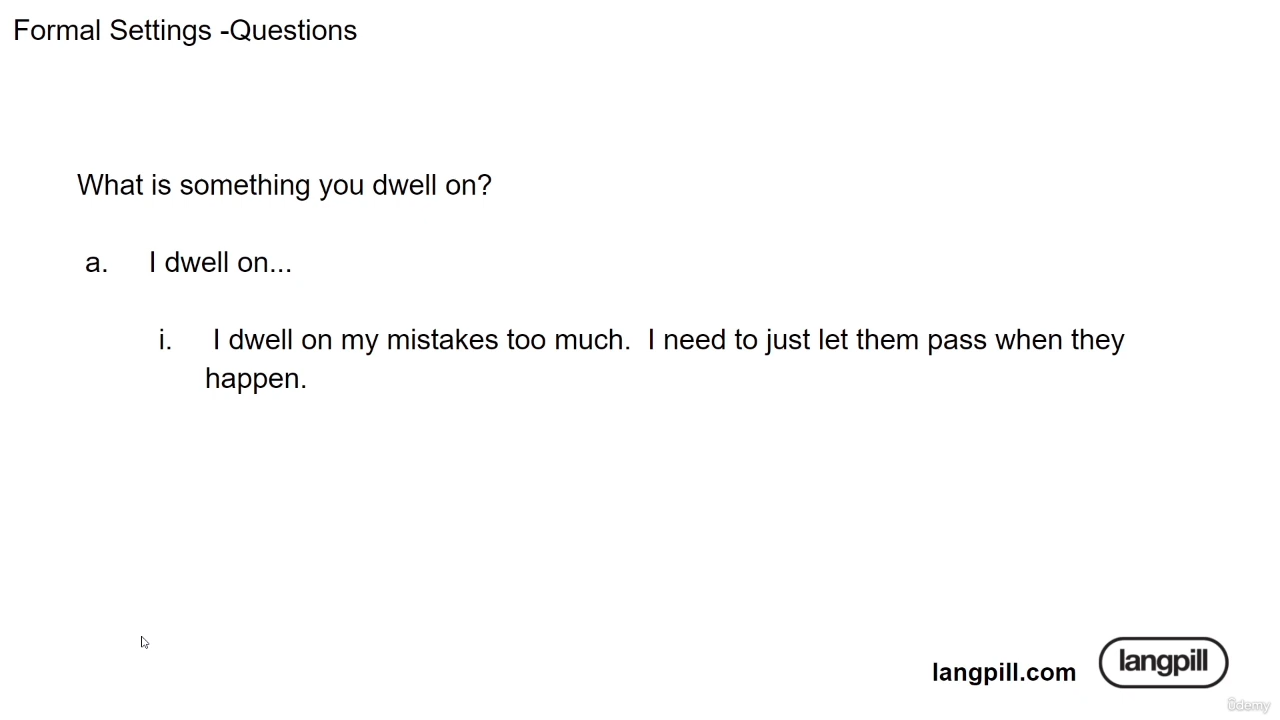 Formal Settings -Questions
What is something you dwell on?
a. I dwell on...
i. I dwell on my mistakes too much. I need to just let them pass when they
happen.
langpill.com
langpill
ûdemy